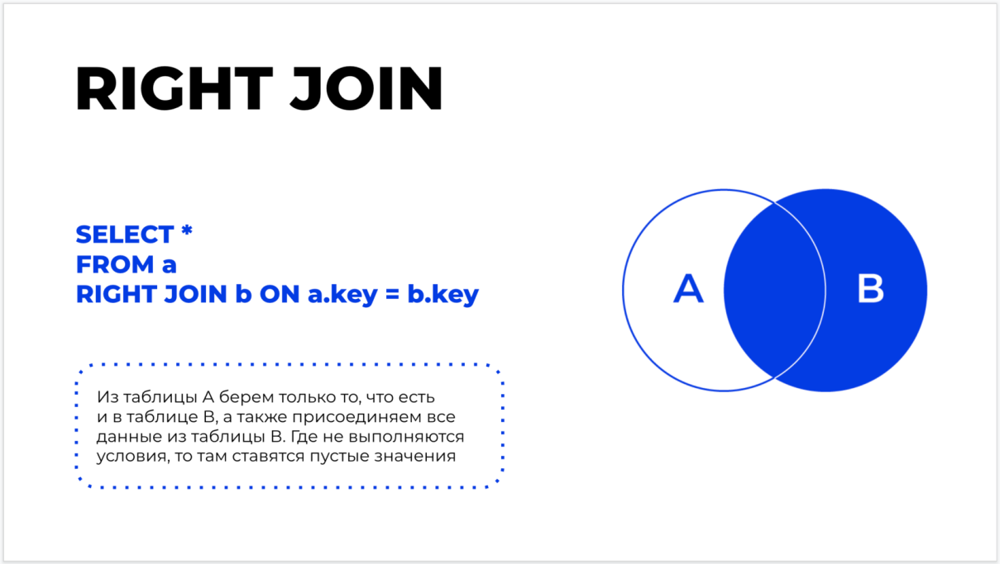 RIGHT JOIN
SELECT *
FROM a
RIGHT JOIN b ON a.key = b.key
Из таблицы А берем только то, что есть
и в таблице B, а также присоединяем все
данные из таблицы B. Где не выполняются
условия, то там ставятся пустые значения
A
B